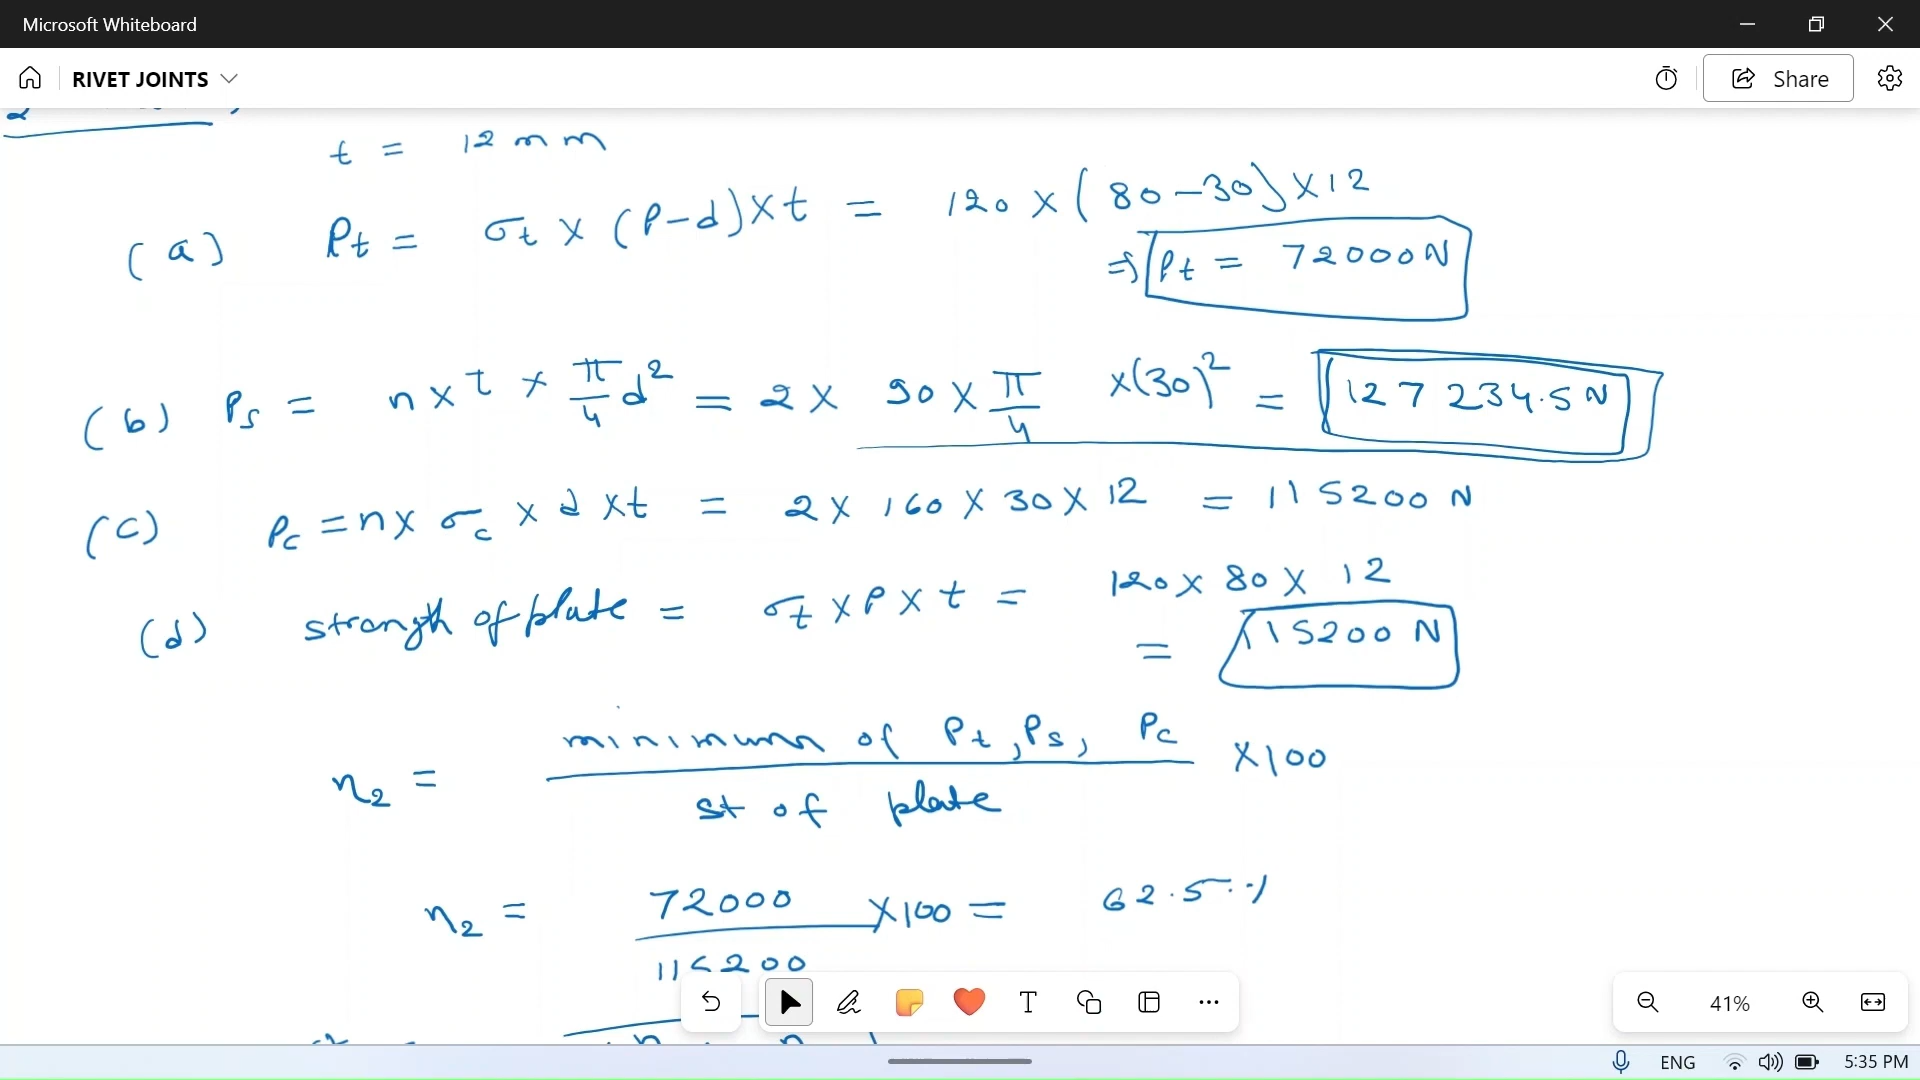 Microsoft Whiteboard
RIVET JOINTS
Share
t = 12 mm
(a) Pt = σt × (P-d)×t = 120 × (80-30)×12
⇒ Pt = 72000N
(b) Ps = n×τ × π/4 d² = 2 × 90 × π/4 ×(30)² = 127234.5 N
(c) Pc = n× σc × d ×t = 2× 160 × 30 × 12 = 115200 N
(d) strength of plate = σt × P × t = 120 × 80 × 12
= 115200 N
η2 = minimum of Pt, Ps, Pc / st of plate ×100
η2 = 72000 / 115200 ×100 = 62.5%
41%
ENG
5:35 PM